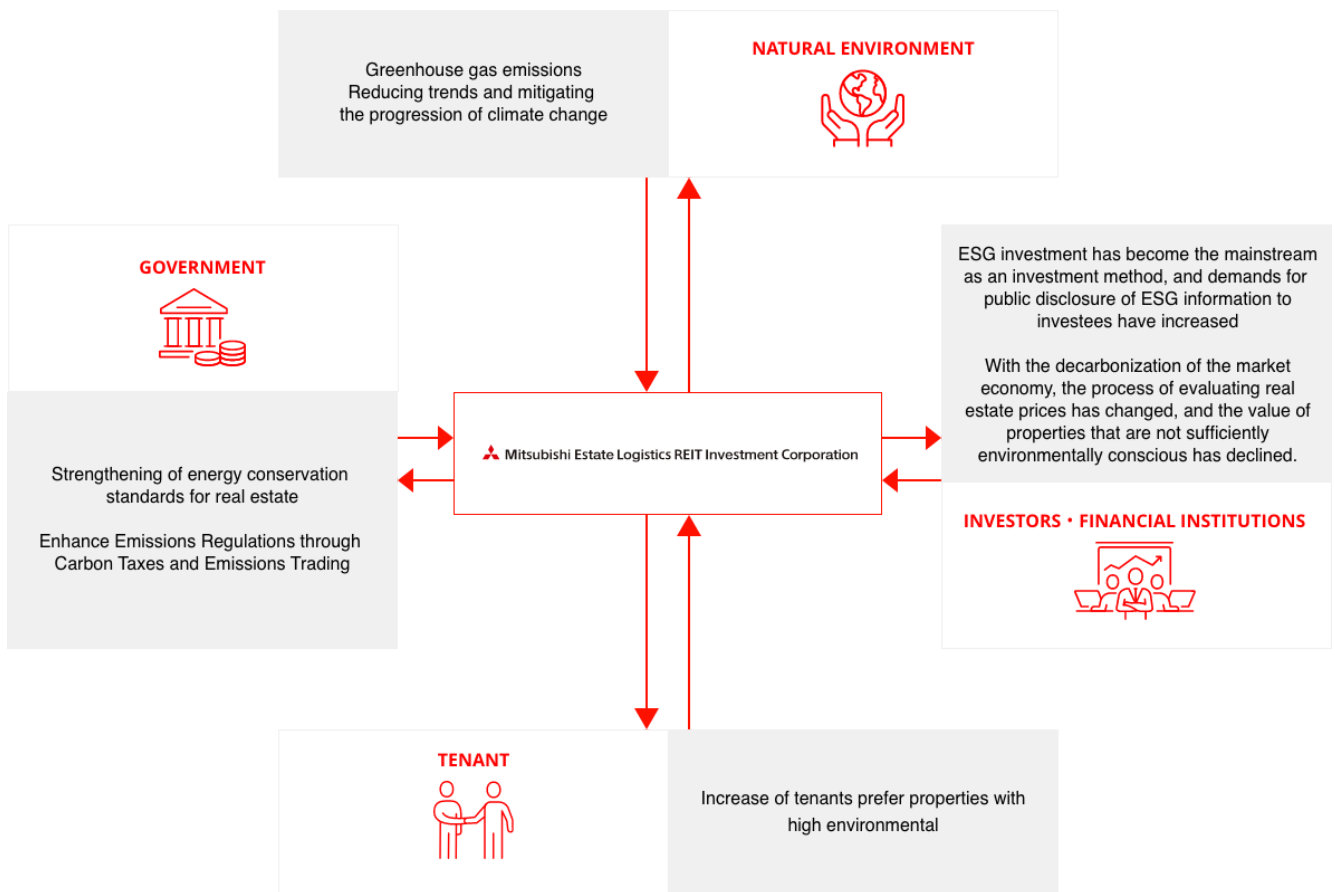 Greenhouse gas emissions
Reducing trends and mitigating
the progression of climate change
NATURAL ENVIRONMENT
GOVERNMENT
Strengthening of energy conservation
standards for real estate
Enhance Emissions Regulations through
Carbon Taxes and Emissions Trading
Mitsubishi Estate Logistics REIT Investment Corporation
ESG investment has become the mainstream
as an investment method, and demands for
public disclosure of ESG information to
investees have increased
With the decarbonization of the market
economy, the process of evaluating real
estate prices has changed, and the value of
properties that are not sufficiently
environmentally conscious has declined.
INVESTORS・FINANCIAL INSTITUTIONS
TENANT
Increase of tenants prefer properties with
high environmental